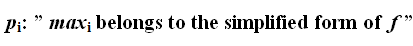 pᵢ: ” maxᵢ belongs to the simplified form of f ”